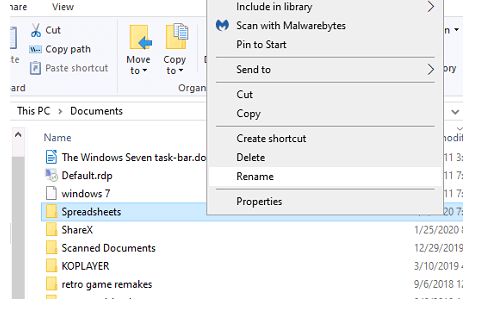 Share
View
Include in library
Scan with Malwarebytes
Pin to Start
Send to
Cut
Copy
Create shortcut
Delete
Rename
Properties
Cut
Copy path
Paste shortcut
Move to
Copy to
Organ
This PC > Documents
Name
The Windows Seven task-bar.do
Default.rdp
windows 7
Spreadsheets
ShareX 1/25/2020 8
Scanned Documents 12/29/2019
KOPLAYER 3/10/2019 4
retro game remakes 9/6/2018 12